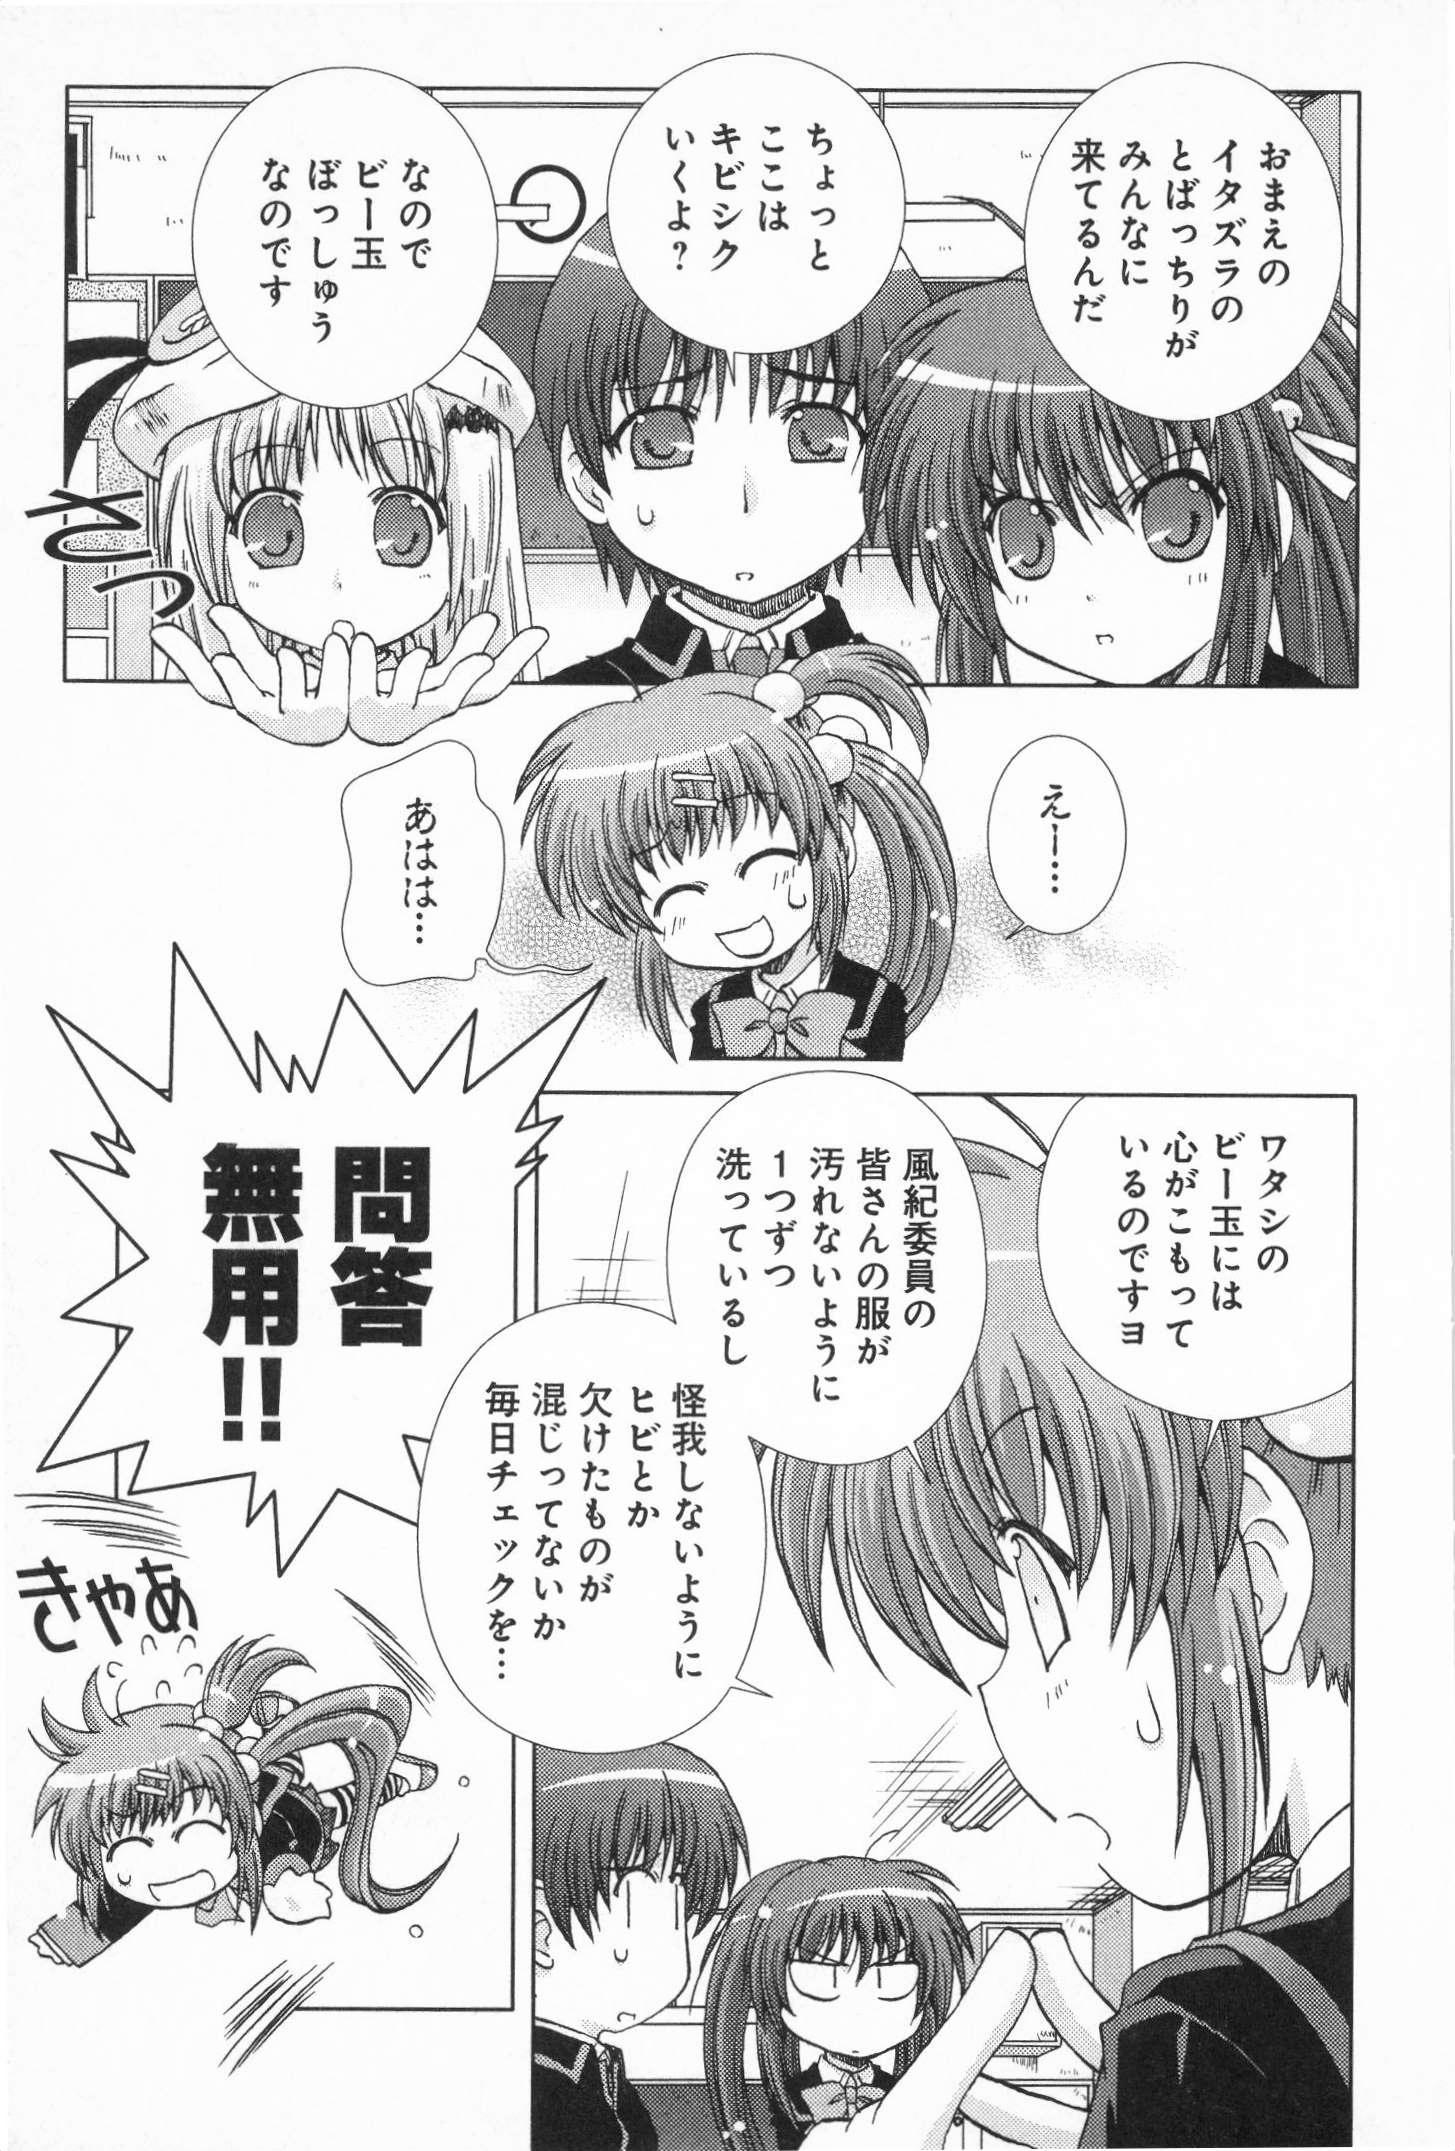 おまえの
イタズラの
とばっちりが
みんなに
来てるんだ
ちょっと
ここは
キビシク
いくよ?
なので
ビー玉
ぼっしゅう
なのです
さっ
えー…
あはは…
ワタシの
ビー玉には
心がこもって
いるのですヨ
風紀委員の
皆さんの服が
汚れないように
1つずつ
洗っているし
怪我しないように
ヒビとか
欠けたものが
混じってないか
毎日チェックを…
問答
無用!!
きゃあ